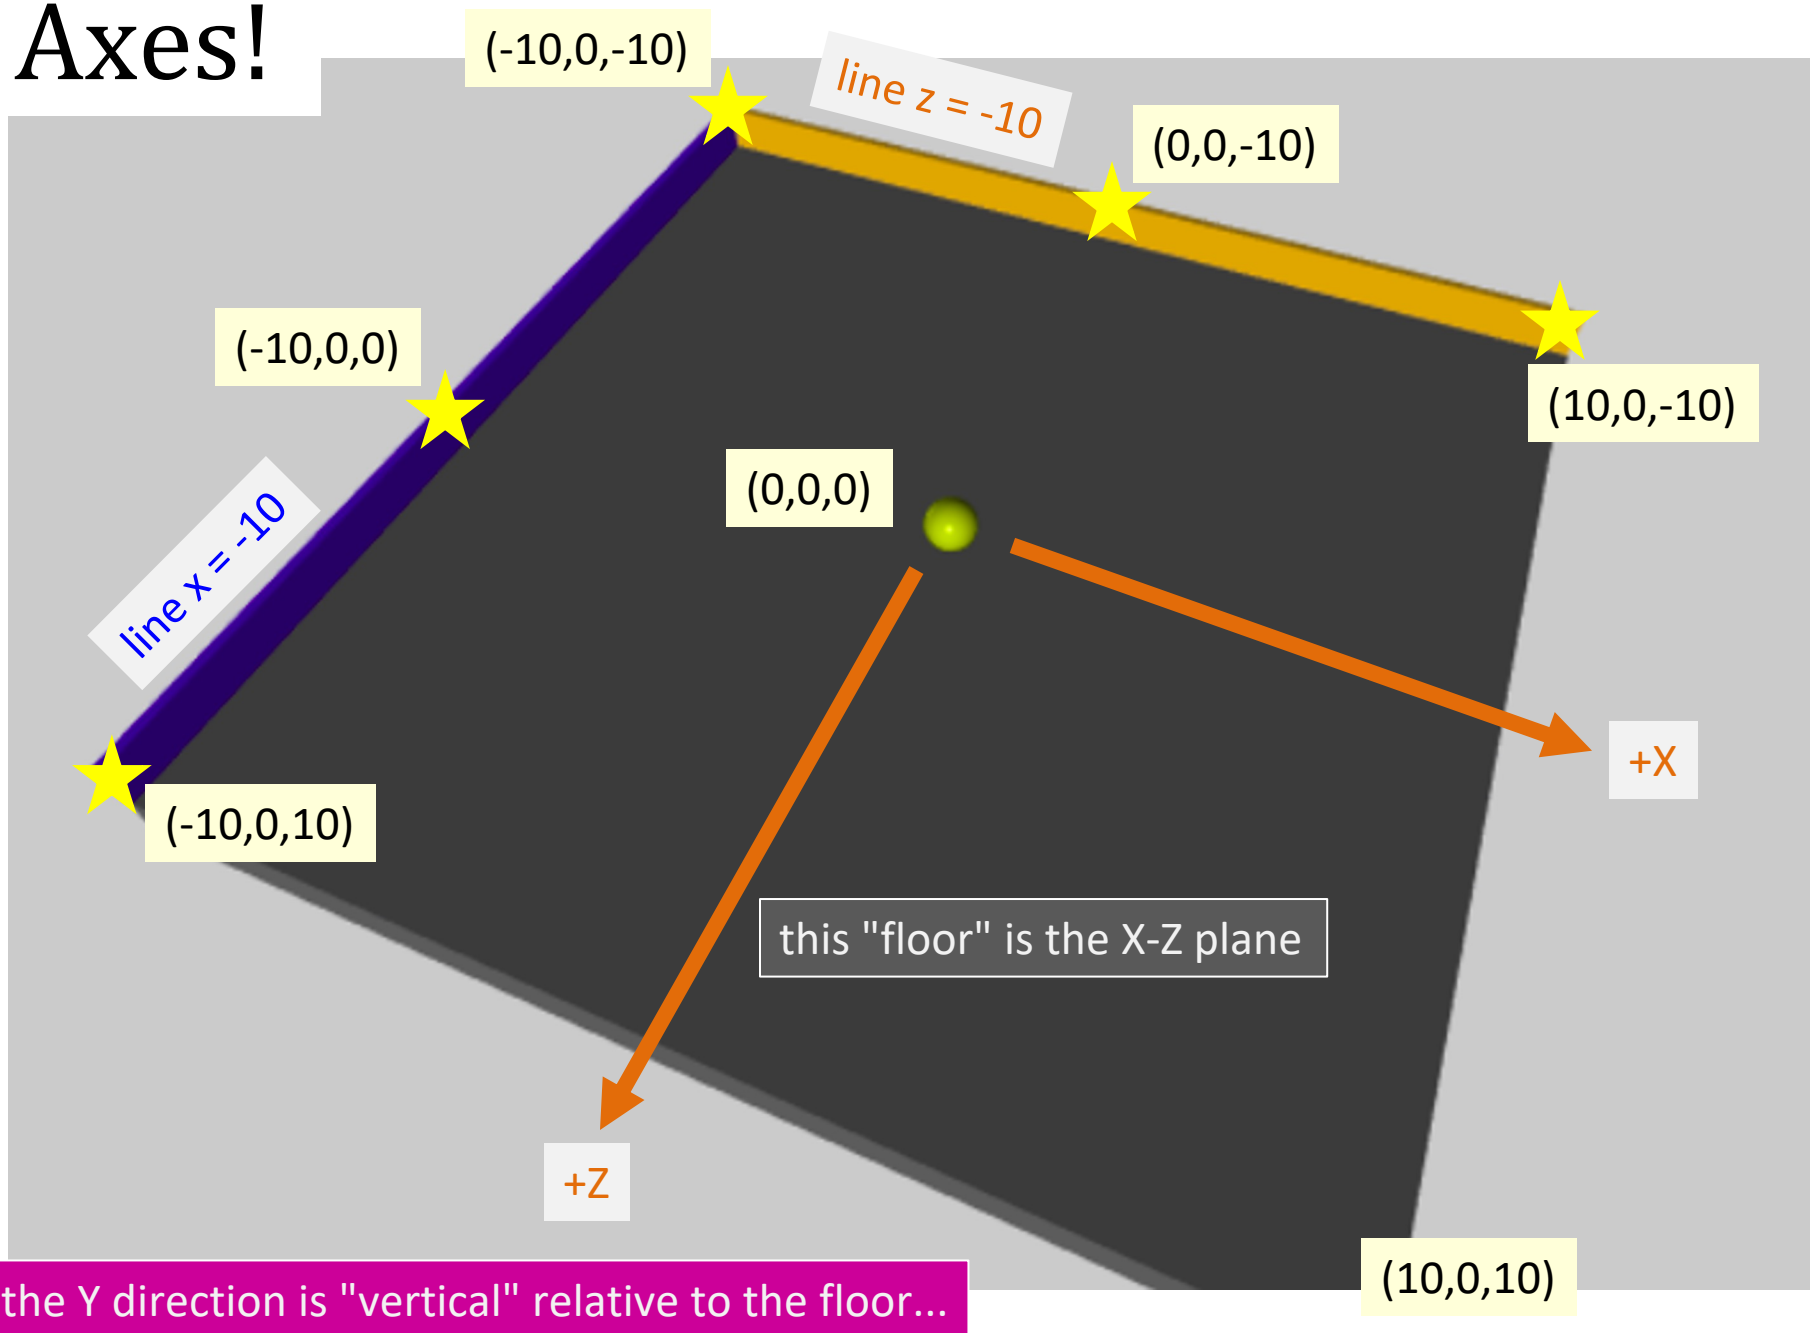 Axes!
(-10,0,-10)
line z = -10
(0,0,-10)
(-10,0,0)
(10,0,-10)
(0,0,0)
line x = -10
+X
(-10,0,10)
this "floor" is the X-Z plane
+Z
(10,0,10)
the Y direction is "vertical" relative to the floor...